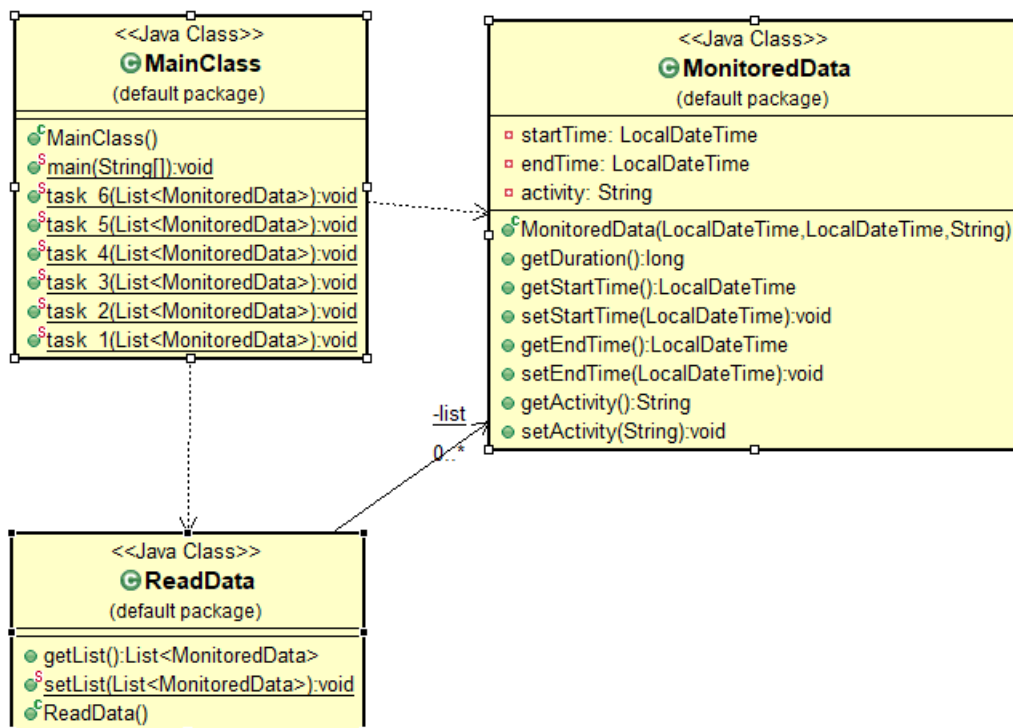 <<Java Class>>
MainClass
(default package)
MainClass()
main(String[]):void
task_6(List<MonitoredData>):void
task_5(List<MonitoredData>):void
task_4(List<MonitoredData>):void
task_3(List<MonitoredData>):void
task_2(List<MonitoredData>):void
task_1(List<MonitoredData>):void
<<Java Class>>
MonitoredData
(default package)
startTime: LocalDateTime
endTime: LocalDateTime
activity: String
MonitoredData(LocalDateTime,LocalDateTime,String)
getDuration():long
getStartTime():LocalDateTime
setStartTime(LocalDateTime):void
getEndTime():LocalDateTime
setEndTime(LocalDateTime):void
getActivity():String
setActivity(String):void
-list
0..*
<<Java Class>>
ReadData
(default package)
getList():List<MonitoredData>
setList(List<MonitoredData>):void
ReadData()